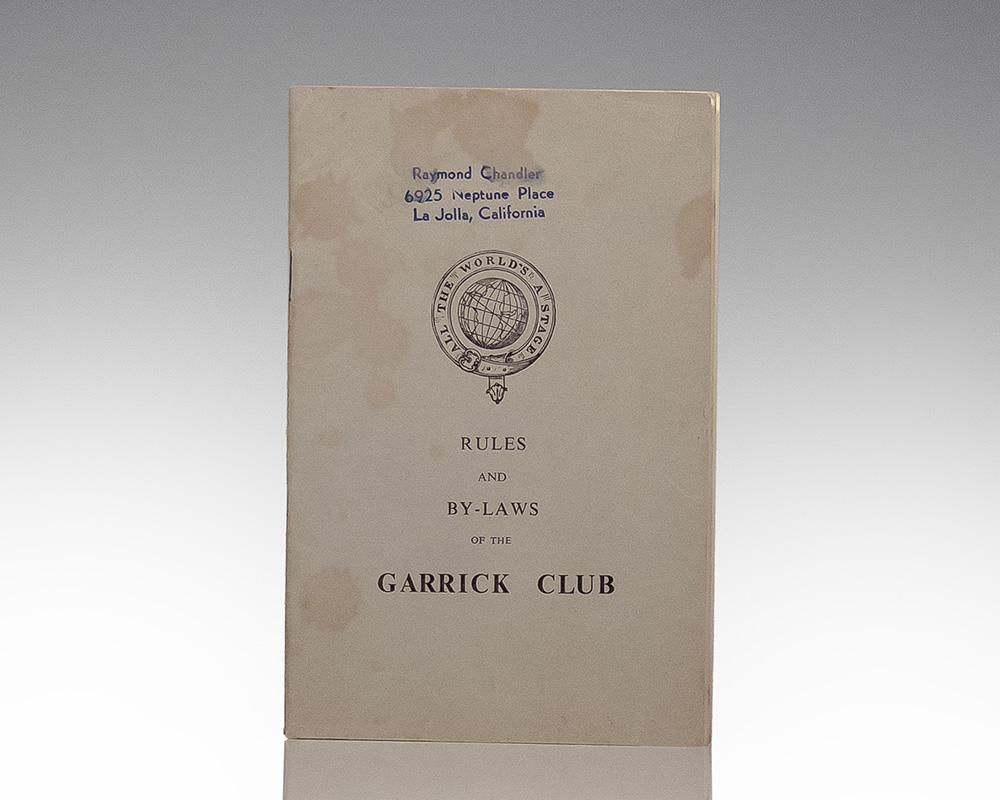 Raymond Chandler
6925 Neptune Place
La Jolla, California
ALL THE WORLD'S A STAGE
RULES
AND
BY-LAWS
OF THE
GARRICK CLUB